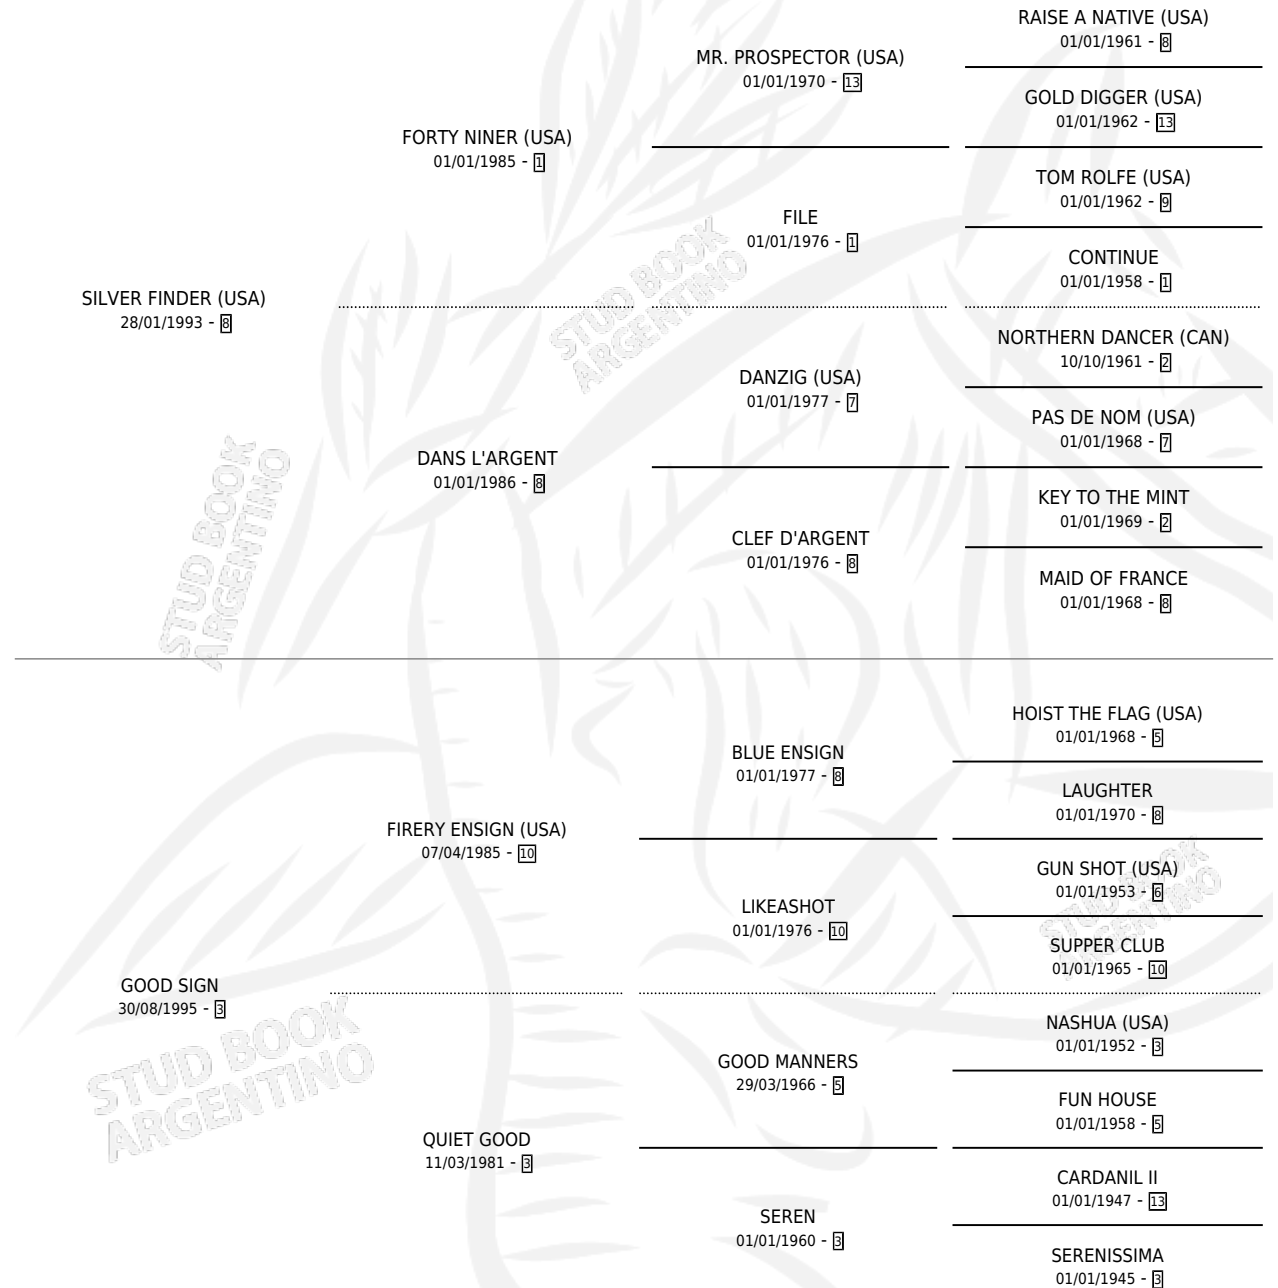 RAISE A NATIVE (USA)
01/01/1961 - 8
MR. PROSPECTOR (USA)
01/01/1970 - 13
GOLD DIGGER (USA)
01/01/1962 - 13
FORTY NINER (USA)
01/01/1985 - 1
TOM ROLFE (USA)
01/01/1962 - 9
FILE
01/01/1976 - 1
CONTINUE
01/01/1958 - 1
SILVER FINDER (USA)
28/01/1993 - 8
NORTHERN DANCER (CAN)
10/10/1961 - 2
DANZIG (USA)
01/01/1977 - 7
PAS DE NOM (USA)
01/01/1968 - 7
DANS L'ARGENT
01/01/1986 - 8
KEY TO THE MINT
01/01/1969 - 2
CLEF D'ARGENT
01/01/1976 - 8
MAID OF FRANCE
01/01/1968 - 8
HOIST THE FLAG (USA)
01/01/1968 - 5
BLUE ENSIGN
01/01/1977 - 8
LAUGHTER
01/01/1970 - 8
FIRERY ENSIGN (USA)
07/04/1985 - 10
GUN SHOT (USA)
01/01/1953 - 6
LIKEASHOT
01/01/1976 - 10
SUPPER CLUB
01/01/1965 - 10
GOOD SIGN
30/08/1995 - 3
NASHUA (USA)
01/01/1952 - 3
GOOD MANNERS
29/03/1966 - 5
FUN HOUSE
01/01/1958 - 5
QUIET GOOD
11/03/1981 - 3
CARDANIL II
01/01/1947 - 13
SEREN
01/01/1960 - 3
SERENISSIMA
01/01/1945 - 3
STUD BOOK
ARGENTINO
STUD BOOK
ARGENTINO
STUD BOOK
ARGENTINO
STUD BOOK
ARGENTINO